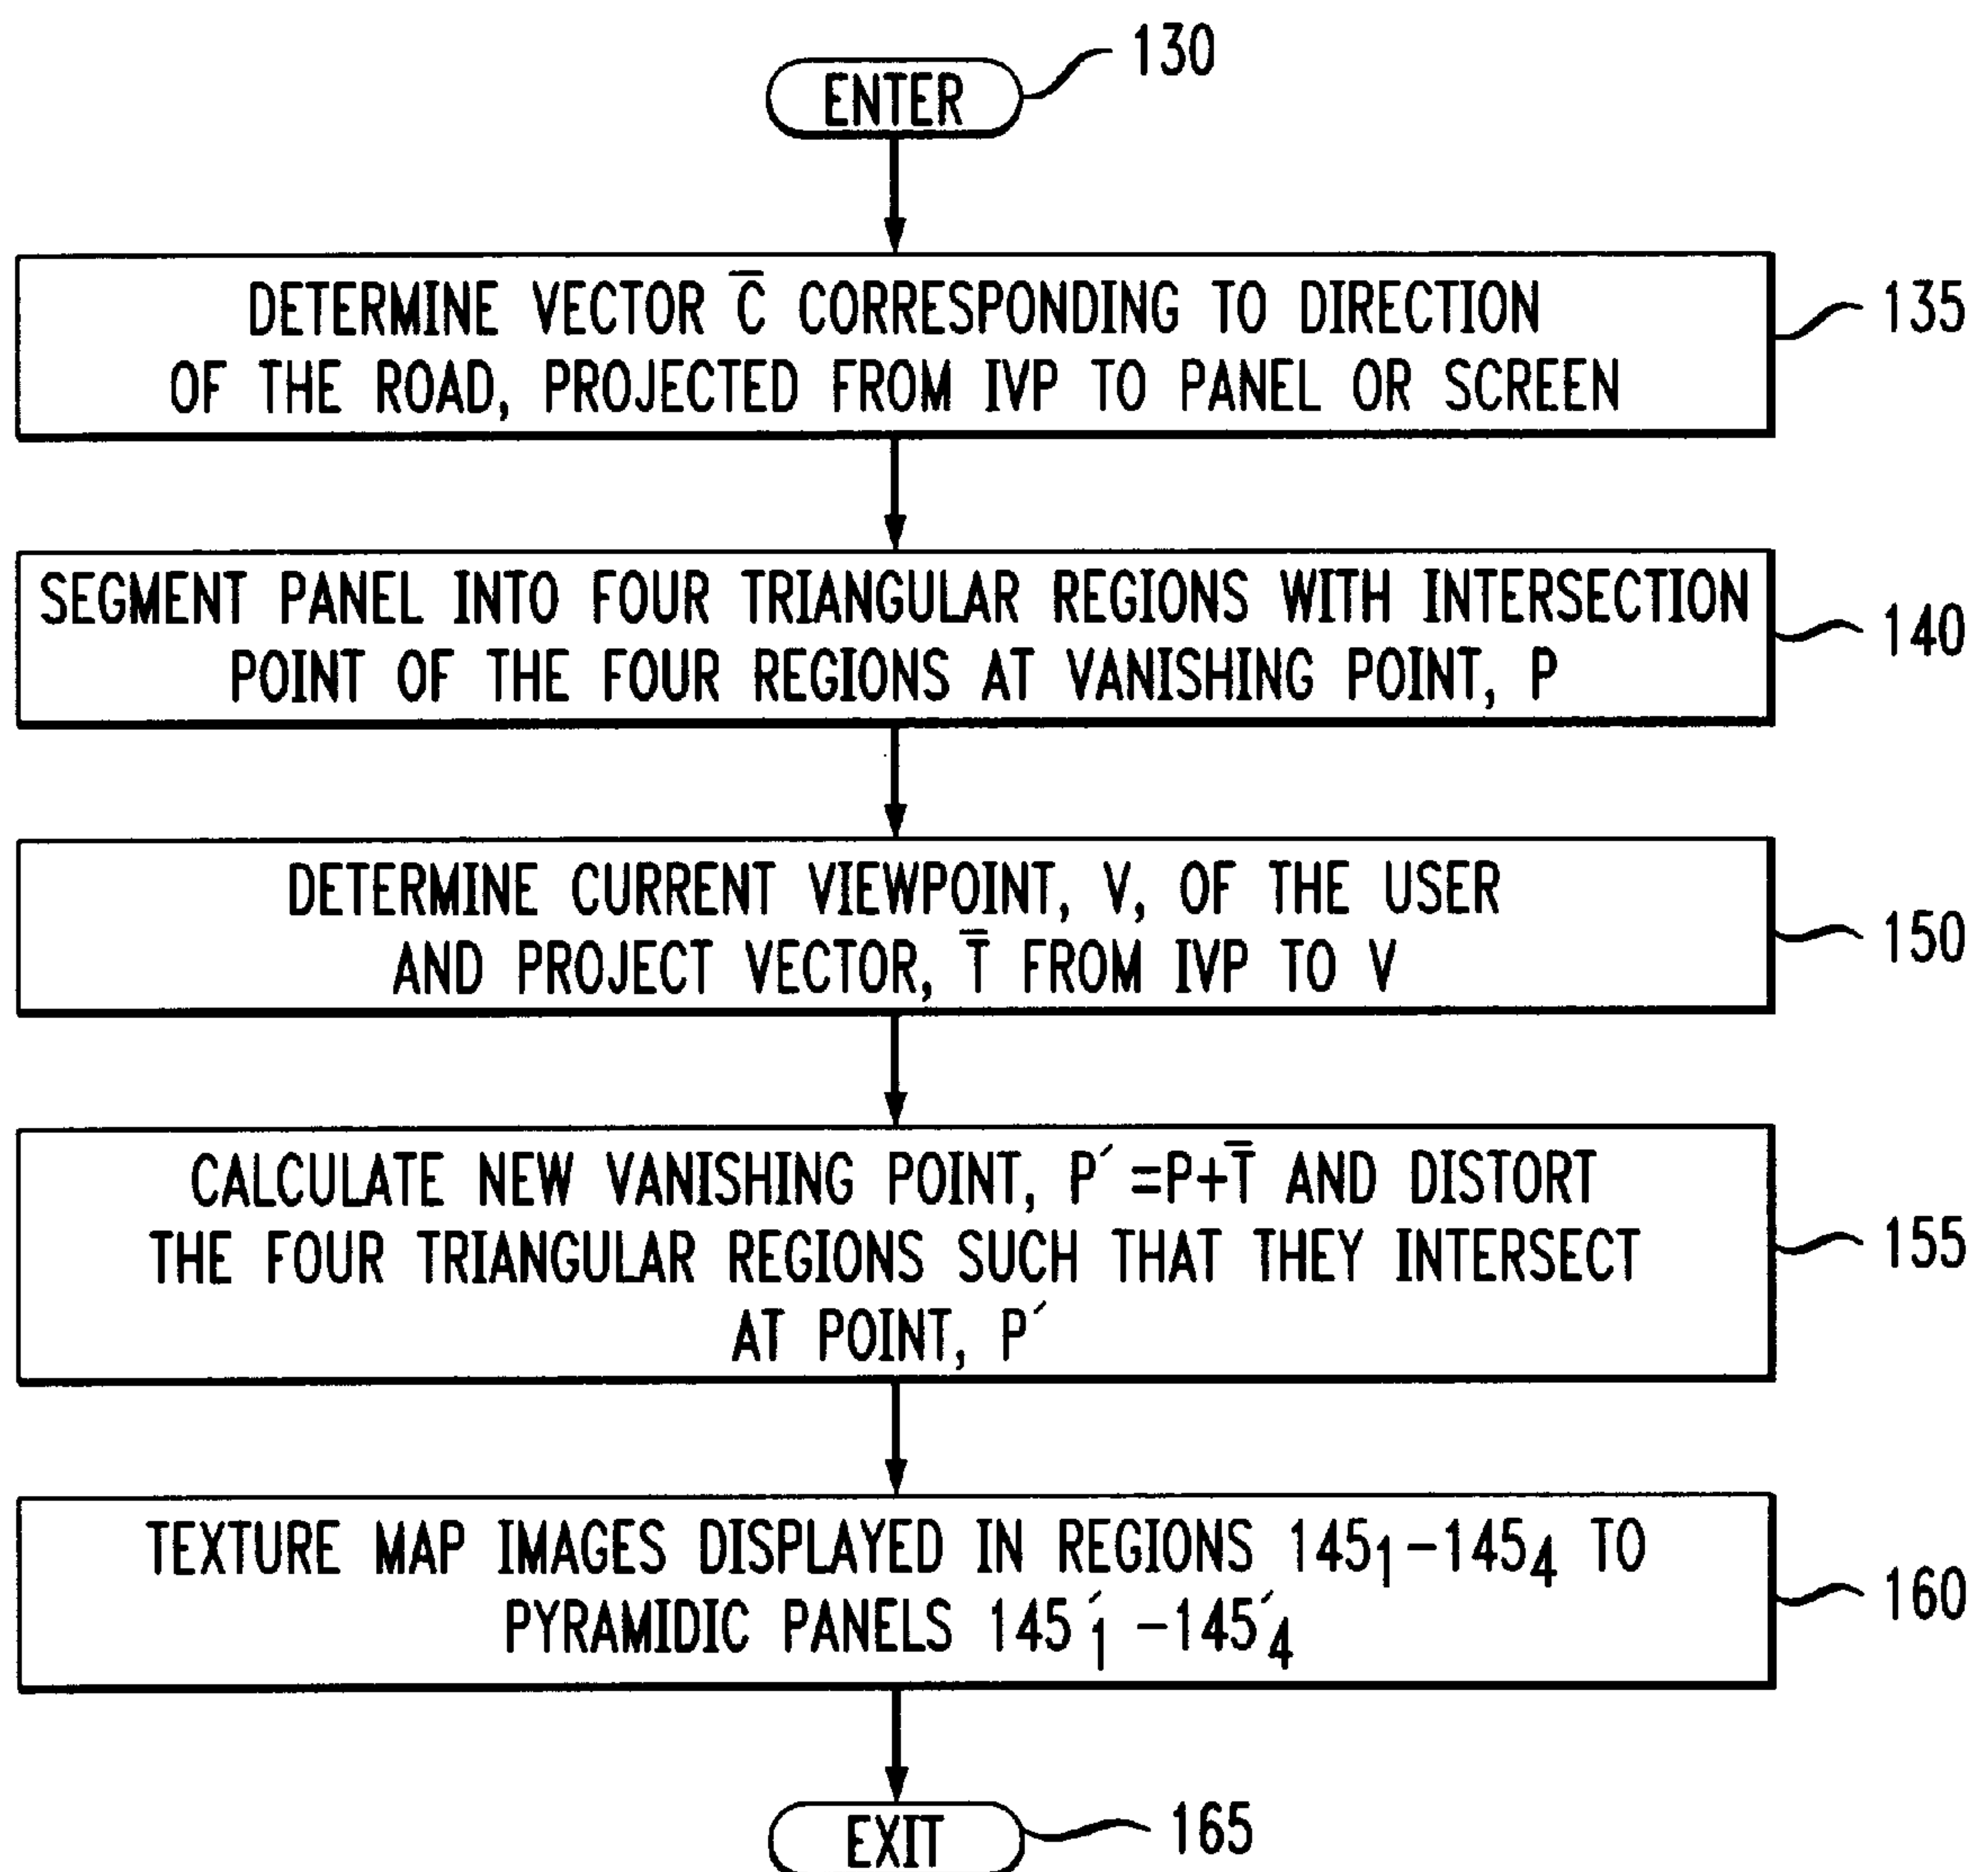 ENTER
130
DETERMINE VECTOR C̅ CORRESPONDING TO DIRECTION
OF THE ROAD, PROJECTED FROM IVP TO PANEL OR SCREEN
135
SEGMENT PANEL INTO FOUR TRIANGULAR REGIONS WITH INTERSECTION
POINT OF THE FOUR REGIONS AT VANISHING POINT, P
140
DETERMINE CURRENT VIEWPOINT, V, OF THE USER
AND PROJECT VECTOR, T̅ FROM IVP TO V
150
CALCULATE NEW VANISHING POINT, P′=P+T̅ AND DISTORT
THE FOUR TRIANGULAR REGIONS SUCH THAT THEY INTERSECT
AT POINT, P′
155
TEXTURE MAP IMAGES DISPLAYED IN REGIONS 145₁–145₄ TO
PYRAMIDIC PANELS 145′₁–145′₄
160
EXIT
165